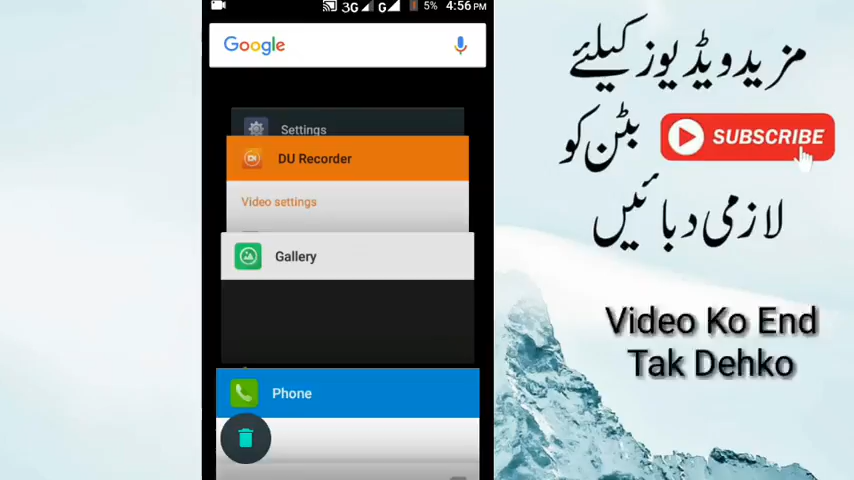 3G G 5% 4:56 PM
Google
Settings
DU Recorder
Video settings
Gallery
Phone
مزید ویڈیوز کیلئے
بٹن کو SUBSCRIBE
لازمی دبائیں
Video Ko End
Tak Dehko